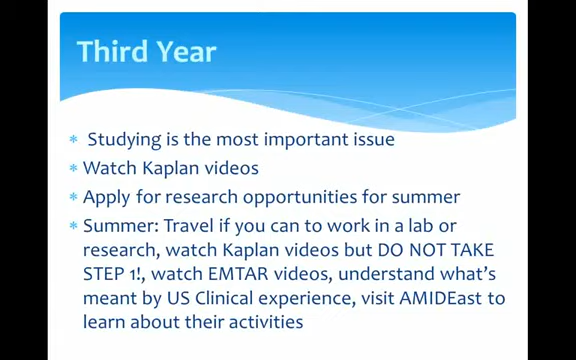 Third Year
* Studying is the most important issue
* Watch Kaplan videos
* Apply for research opportunities for summer
* Summer: Travel if you can to work in a lab or
research, watch Kaplan videos but DO NOT TAKE
STEP 1!, watch EMTAR videos, understand what's
meant by US Clinical experience, visit AMIDEast to
learn about their activities